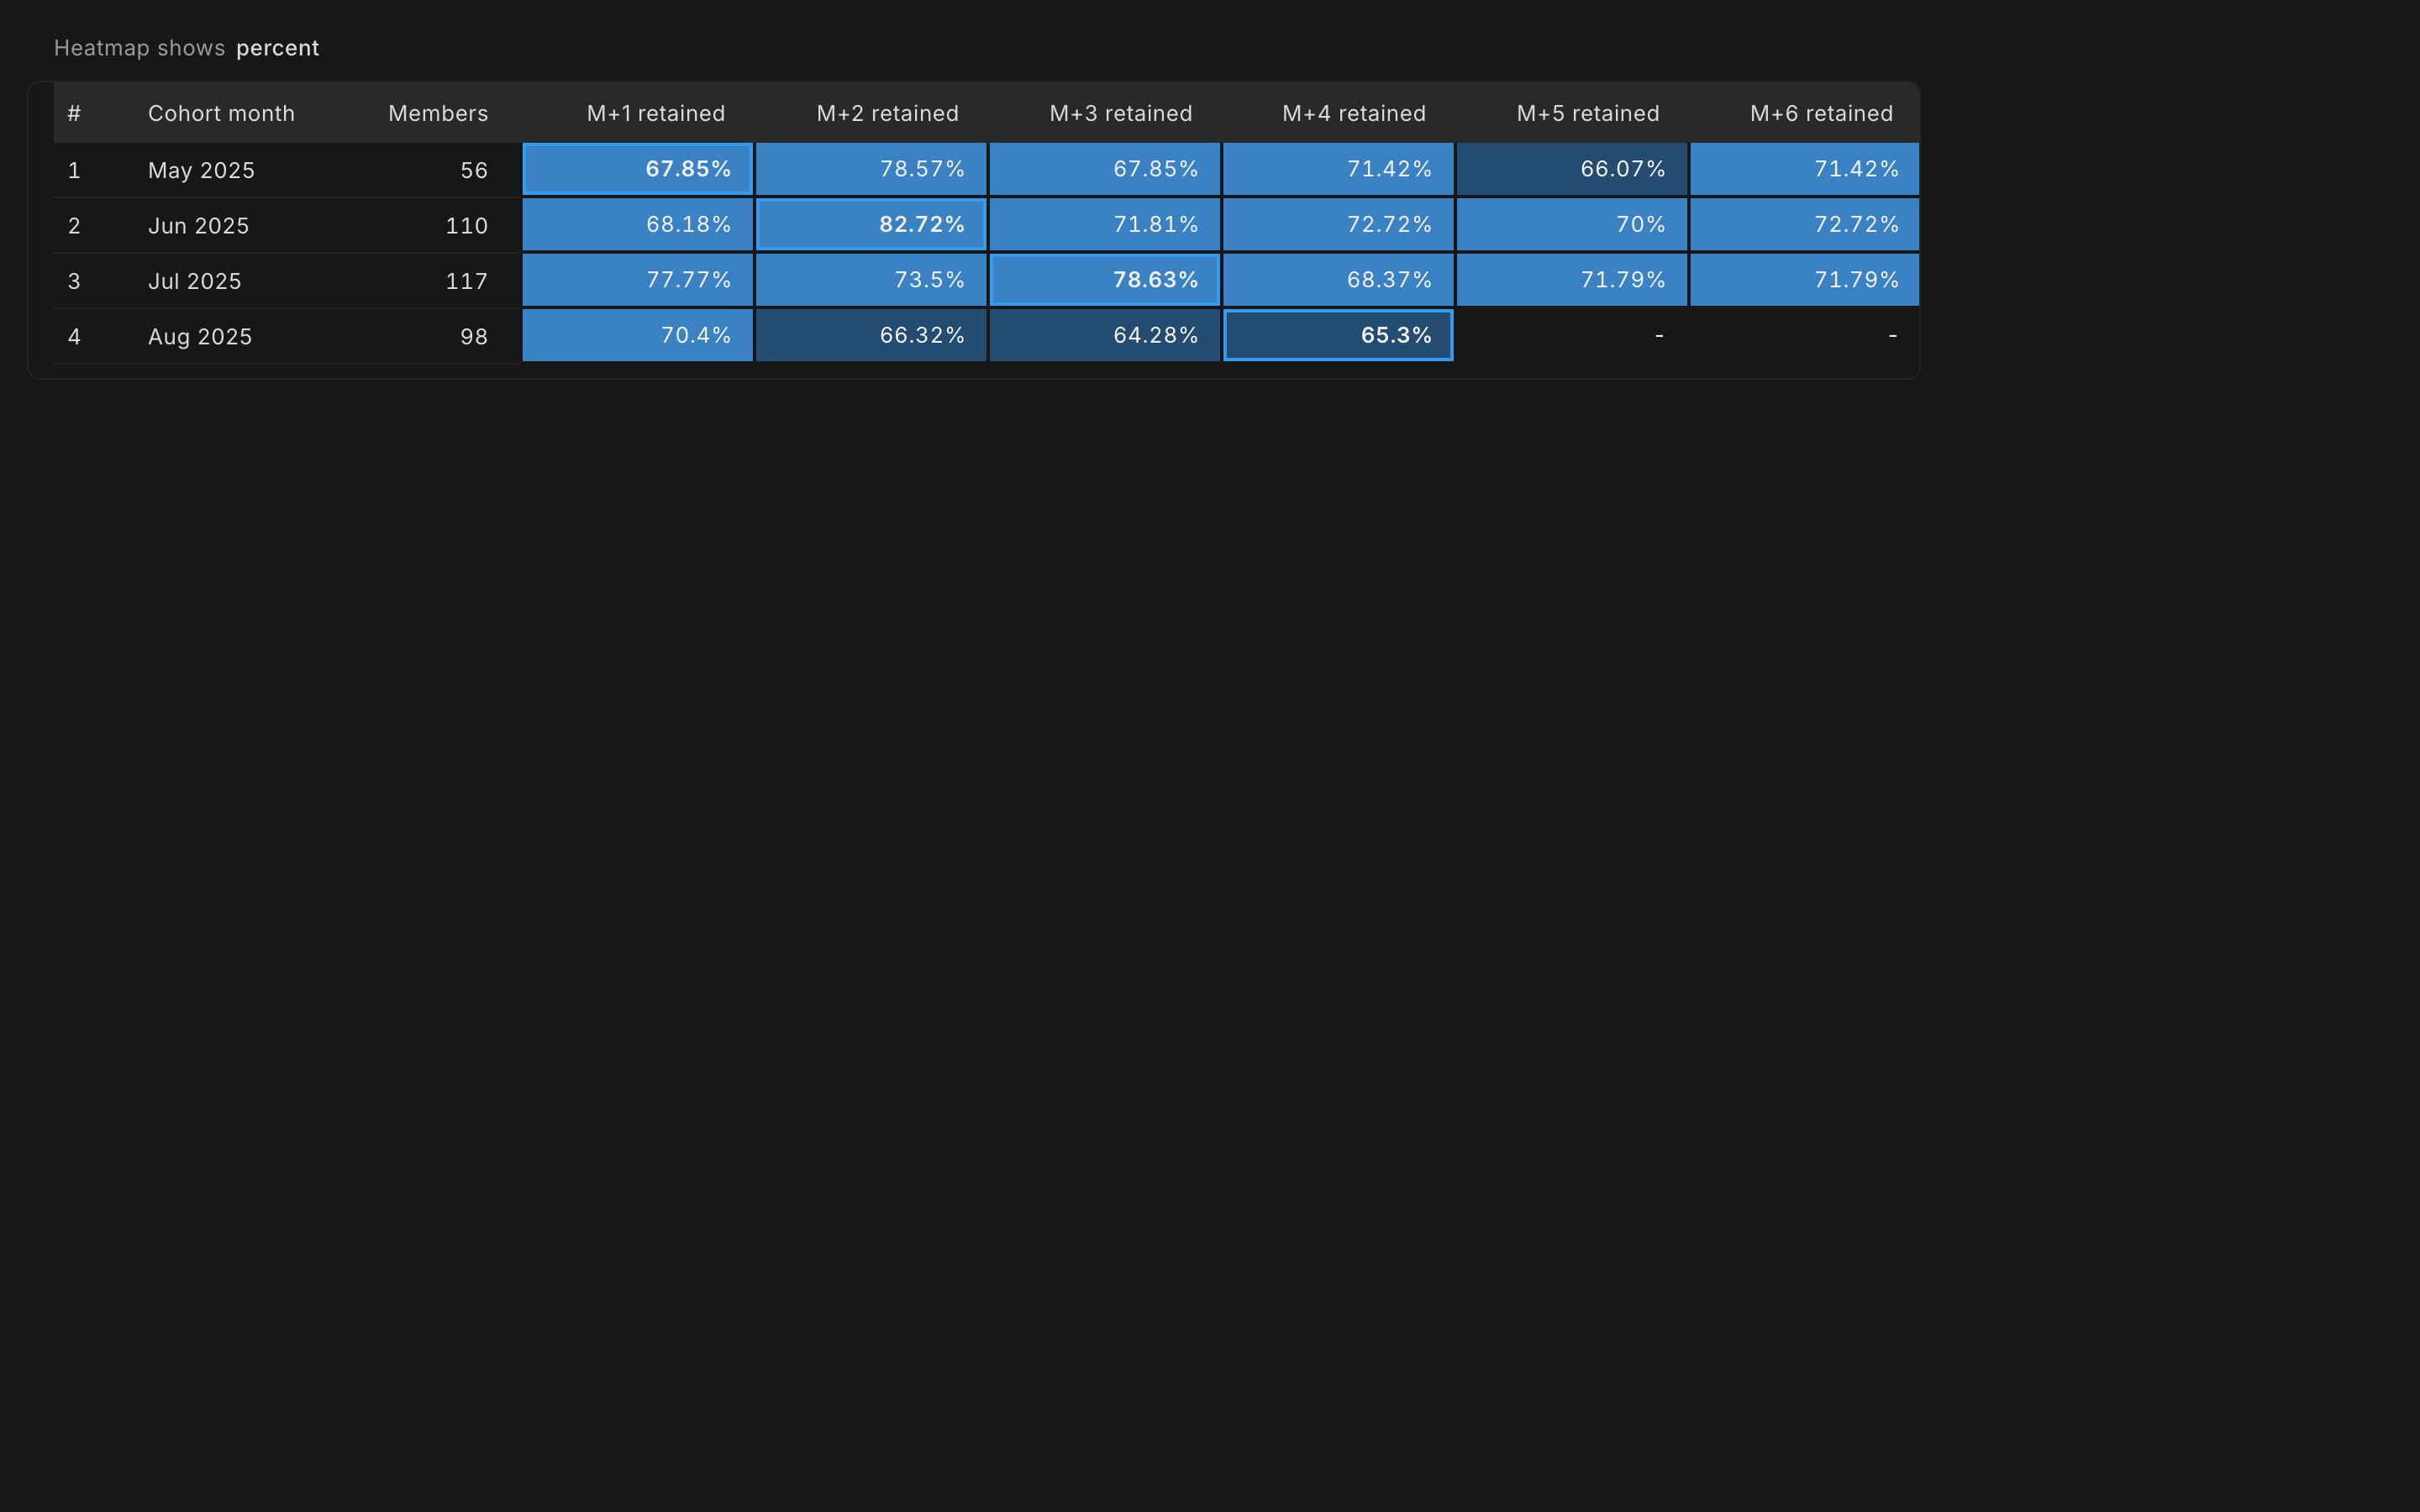 Heatmap shows percent
# Cohort month Members M+1 retained M+2 retained M+3 retained M+4 retained M+5 retained M+6 retained
1 May 2025 56 67.85% 78.57% 67.85% 71.42% 66.07% 71.42%
2 Jun 2025 110 68.18% 82.72% 71.81% 72.72% 70% 72.72%
3 Jul 2025 117 77.77% 73.5% 78.63% 68.37% 71.79% 71.79%
4 Aug 2025 98 70.4% 66.32% 64.28% 65.3% - -